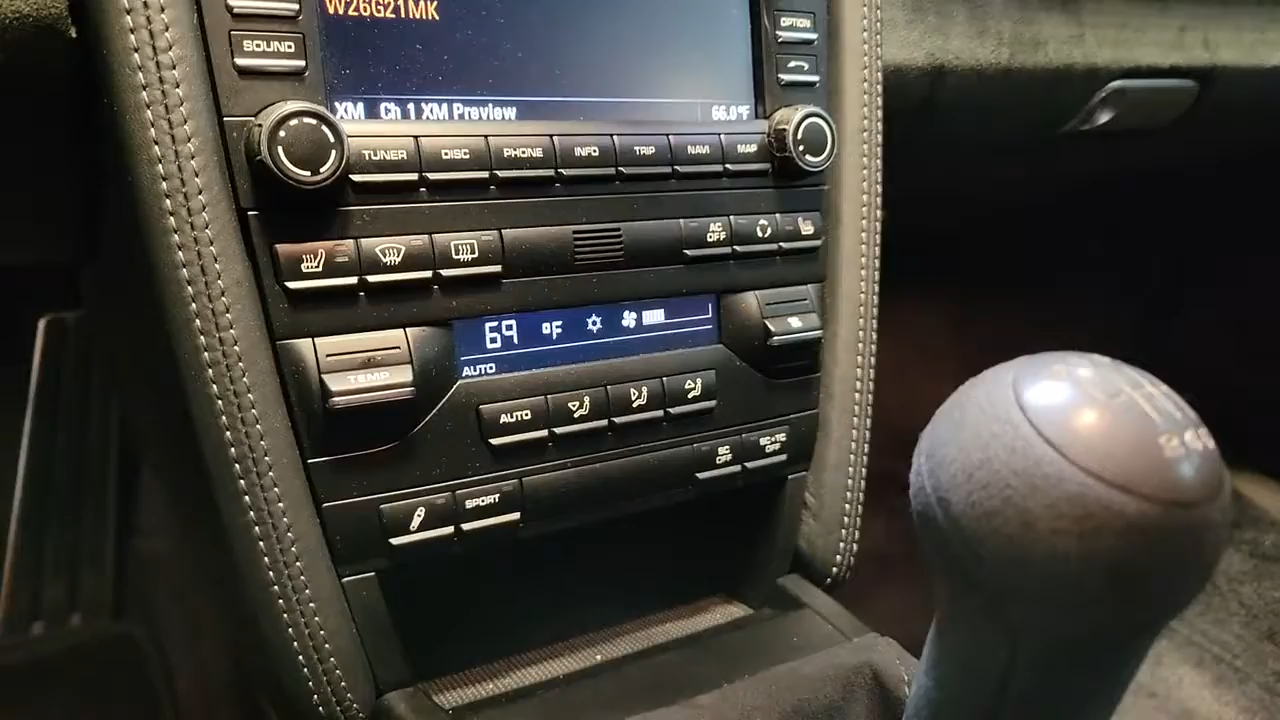 W26G21MK
SOUND
OPTION
XM Ch 1 XM Preview 66.0°F
TUNER DISC PHONE INFO TRIP NAVI MAP
AC
OFF
69 °F
AUTO
TEMP
AUTO
SC
OFF
SC+TC
OFF
SPORT